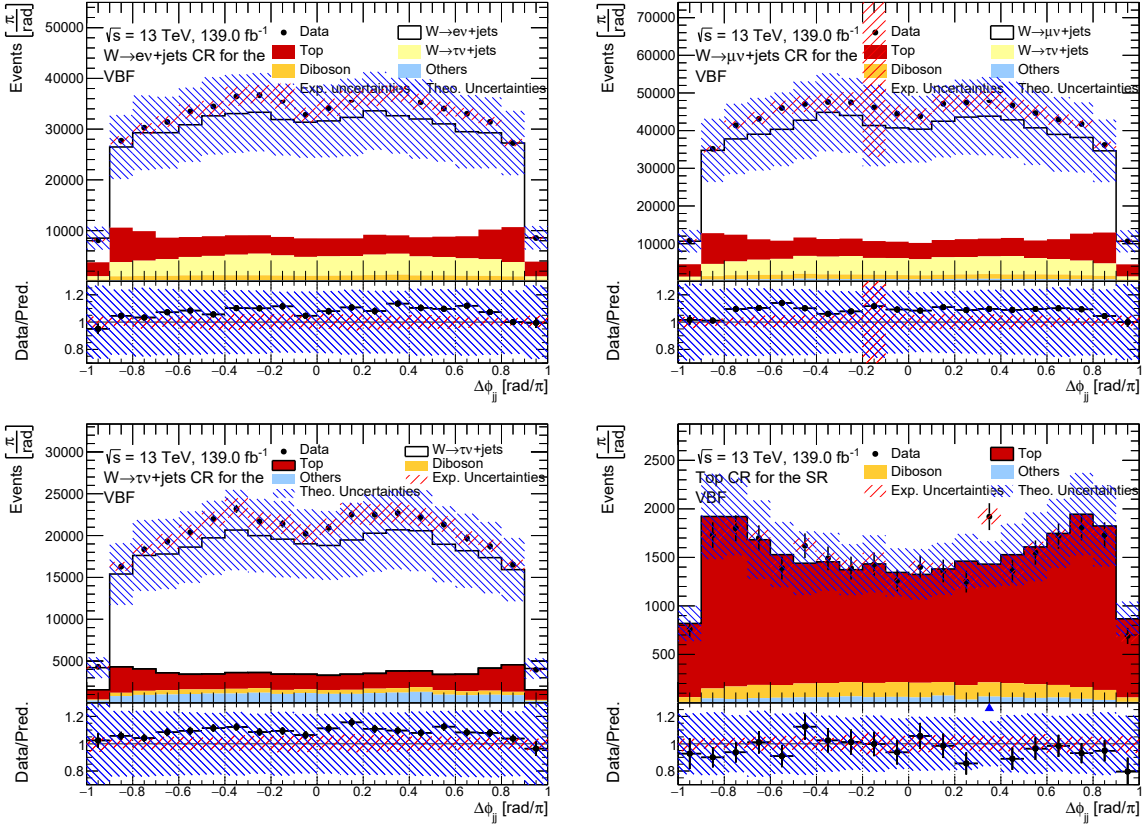 Events [π/rad]
√s = 13 TeV, 139.0 fb⁻¹
W→eν+jets CR for the
VBF
Data
W→eν+jets
Top
W→τν+jets
Diboson
Others
Exp. uncertainties
Theo. Uncertainties
50000
40000
30000
20000
10000
Data/Pred.
1.2
1
0.8
−1 −0.8 −0.6 −0.4 −0.2 0 0.2 0.4 0.6 0.8 1
Δϕjj [rad/π]
Events [π/rad]
√s = 13 TeV, 139.0 fb⁻¹
W→μν+jets CR for the
VBF
Data
W→μν+jets
Top
W→τν+jets
Diboson
Others
Exp. uncertainties
Theo. Uncertainties
70000
60000
50000
40000
30000
20000
10000
Data/Pred.
1.2
1
0.8
−1 −0.8 −0.6 −0.4 −0.2 0 0.2 0.4 0.6 0.8 1
Δϕjj [rad/π]
Events [π/rad]
√s = 13 TeV, 139.0 fb⁻¹
W→τν+jets CR for the
VBF
Data
W→τν+jets
Top
Diboson
Others
Exp. Uncertainties
Theo. Uncertainties
30000
25000
20000
15000
10000
5000
Data/Pred.
1.2
1
0.8
−1 −0.8 −0.6 −0.4 −0.2 0 0.2 0.4 0.6 0.8 1
Δϕjj [rad/π]
Events [π/rad]
√s = 13 TeV, 139.0 fb⁻¹
Top CR for the SR
VBF
Data
Top
Diboson
Others
Exp. Uncertainties
Theo. Uncertainties
2500
2000
1500
1000
500
Data/Pred.
1.2
1
0.8
−1 −0.8 −0.6 −0.4 −0.2 0 0.2 0.4 0.6 0.8 1
Δϕjj [rad/π]